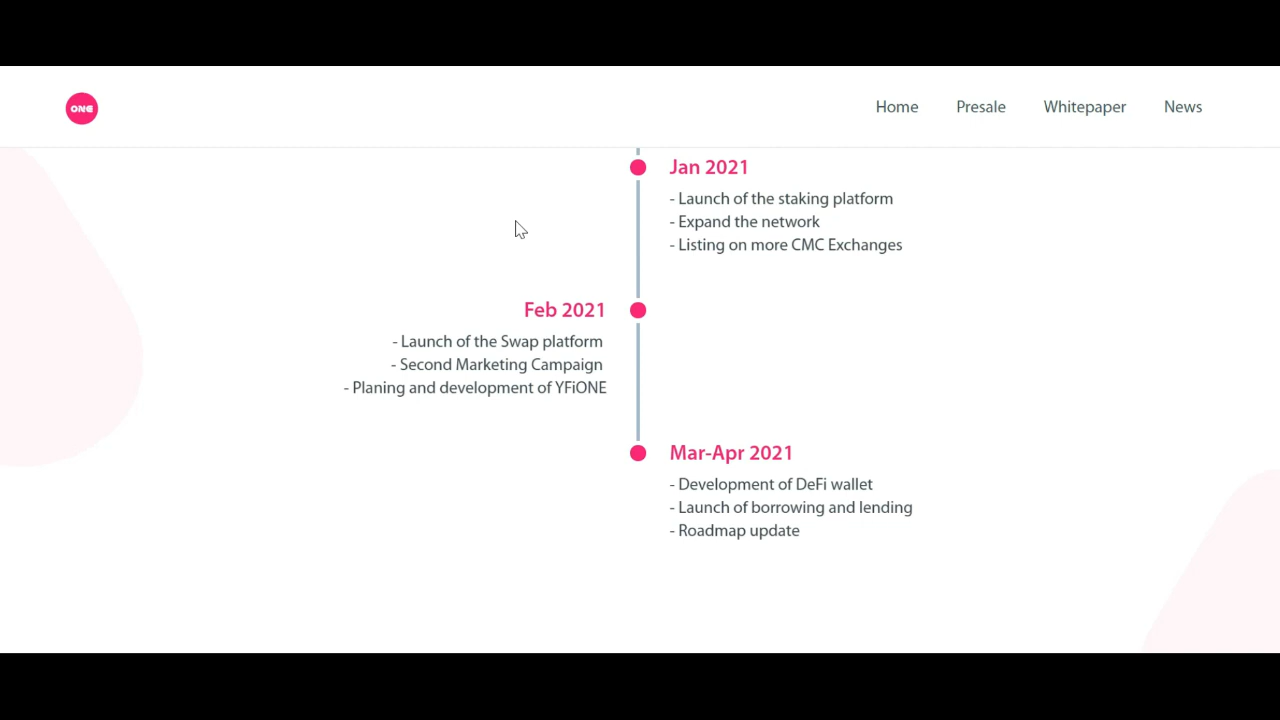 ONE
Home Presale Whitepaper News
Jan 2021
- Launch of the staking platform
- Expand the network
- Listing on more CMC Exchanges
Feb 2021
- Launch of the Swap platform
- Second Marketing Campaign
- Planing and development of YFiONE
Mar-Apr 2021
- Development of DeFi wallet
- Launch of borrowing and lending
- Roadmap update